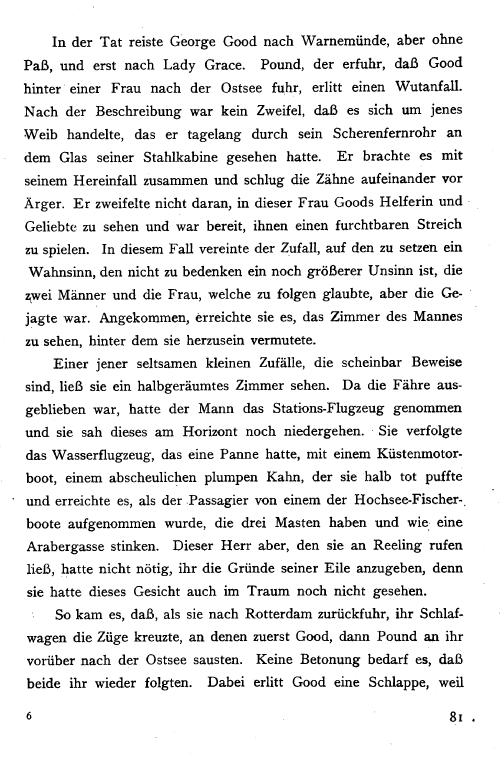 In der Tat reiste George Good nach Warnemünde, aber ohne
Paß, und erst nach Lady Grace. Pound, der erfuhr, daß Good
hinter einer Frau nach der Ostsee fuhr, erlitt einen Wutanfall.
Nach der Beschreibung war kein Zweifel, daß es sich um jenes
Weib handelte, das er tagelang durch sein Scherenfernrohr an
dem Glas seiner Stahlkabine gesehen hatte. Er brachte es mit
seinem Hereinfall zusammen und schlug die Zähne aufeinander vor
Ärger. Er zweifelte nicht daran, in dieser Frau Goods Helferin und
Geliebte zu sehen und war bereit, ihnen einen furchtbaren Streich
zu spielen. In diesem Fall vereinte der Zufall, auf den zu setzen ein
Wahnsinn, den nicht zu bedenken ein noch größerer Unsinn ist, die
zwei Männer und die Frau, welche zu folgen glaubte, aber die Ge-
jagte war. Angekommen, erreichte sie es, das Zimmer des Mannes
zu sehen, hinter dem sie herzusein vermutete.
Einer jener seltsamen kleinen Zufälle, die scheinbar Beweise
sind, ließ sie ein halbgeräumtes Zimmer sehen. Da die Fähre aus-
geblieben war, hatte der Mann das Stations-Flugzeug genommen
und sie sah dieses am Horizont noch niedergehen. Sie verfolgte
das Wasserflugzeug, das eine Panne hatte, mit einem Küstenmotor-
boot, einem abscheulichen plumpen Kahn, der sie halb tot puffte
und erreichte es, als der Passagier von einem der Hochsee-Fischer-
boote aufgenommen wurde, die drei Masten haben und wie eine
Arabergasse stinken. Dieser Herr aber, den sie an Reeling rufen
ließ, hatte nicht nötig, ihr die Gründe seiner Eile anzugeben, denn
sie hatte dieses Gesicht auch im Traum noch nicht gesehen.
So kam es, daß, als sie nach Rotterdam zurückfuhr, ihr Schlaf-
wagen die Züge kreuzte, an denen zuerst Good, dann Pound an ihr
vorüber nach der Ostsee sausten. Keine Betonung bedarf es, daß
beide ihr wieder folgten. Dabei erlitt Good eine Schlappe, weil
6 81